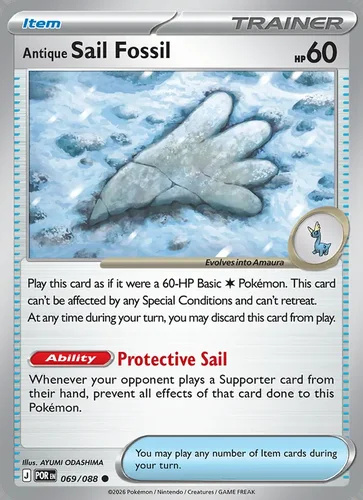 Item
TRAINER
Antique Sail Fossil
HP60
Evolves into Amaura
Play this card as if it were a 60-HP Basic Pokémon. This card
can't be affected by any Special Conditions and can't retreat.
At any time during your turn, you may discard this card from play.
Ability Protective Sail
Whenever your opponent plays a Supporter card from
their hand, prevent all effects of that card done to this
Pokémon.
Illus. AYUMI ODASHIMA
J POR EN 069/088
You may play any number of Item cards during
your turn.
©2026 Pokémon / Nintendo / Creatures / GAME FREAK